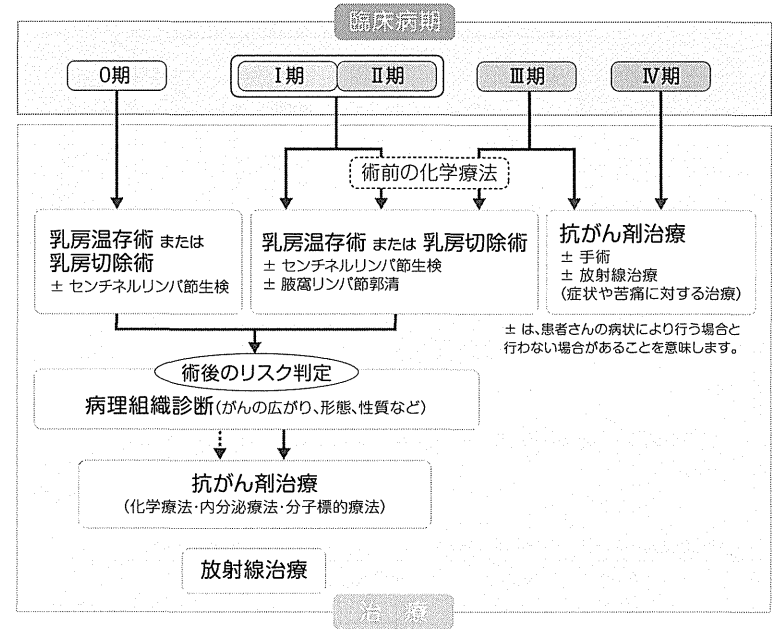 臨床病期
0期
Ⅰ期
Ⅱ期
Ⅲ期
Ⅳ期
術前の化学療法
乳房温存術 または
乳房切除術
± センチネルリンパ節生検
乳房温存術 または 乳房切除術
± センチネルリンパ節生検
± 腋窩リンパ節郭清
抗がん剤治療
± 手術
± 放射線治療
(症状や苦痛に対する治療)
± は、患者さんの病状により行う場合と
行わない場合があることを意味します。
術後のリスク判定
病理組織診断(がんの広がり、形態、性質など)
抗がん剤治療
(化学療法・内分泌療法・分子標的療法)
放射線治療
治 療